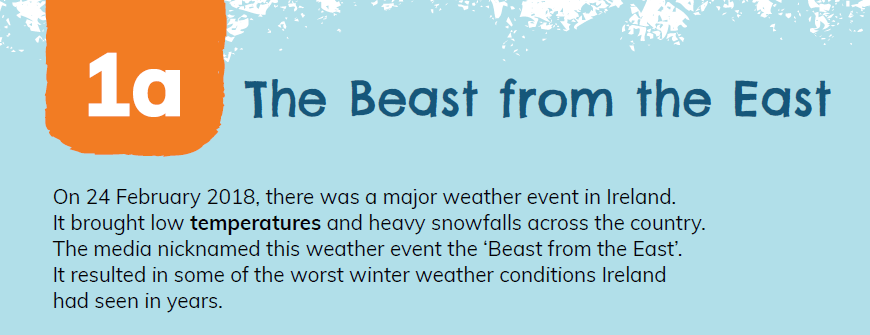 1a
The Beast from the East
On 24 February 2018, there was a major weather event in Ireland.
It brought low temperatures and heavy snowfalls across the country.
The media nicknamed this weather event the ‘Beast from the East’.
It resulted in some of the worst winter weather conditions Ireland
had seen in years.